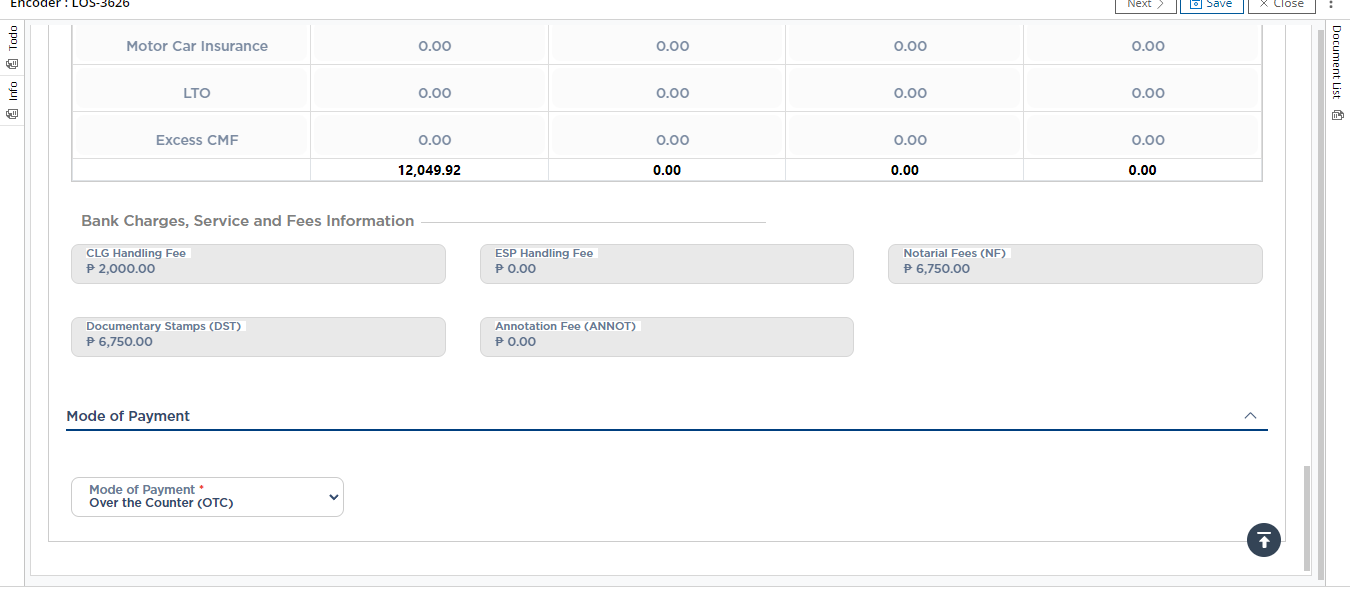 Encoder : LOS-3626
Next
Save
Close
Todo
Info
Document List
Motor Car Insurance 0.00 0.00 0.00 0.00
LTO 0.00 0.00 0.00 0.00
Excess CMF 0.00 0.00 0.00 0.00
12,049.92 0.00 0.00 0.00
Bank Charges, Service and Fees Information
CLG Handling Fee
₱ 2,000.00
ESP Handling Fee
₱ 0.00
Notarial Fees (NF)
₱ 6,750.00
Documentary Stamps (DST)
₱ 6,750.00
Annotation Fee (ANNOT)
₱ 0.00
Mode of Payment
Mode of Payment *
Over the Counter (OTC)